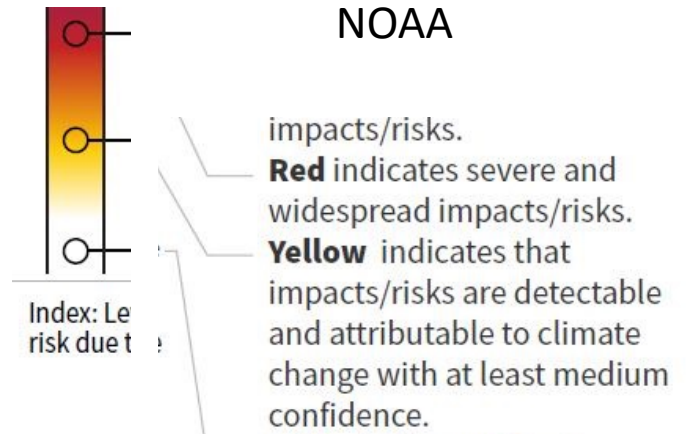 NOAA
impacts/risks.
Red indicates severe and
widespread impacts/risks.
Yellow indicates that
impacts/risks are detectable
and attributable to climate
change with at least medium
confidence.
Index:
risk due